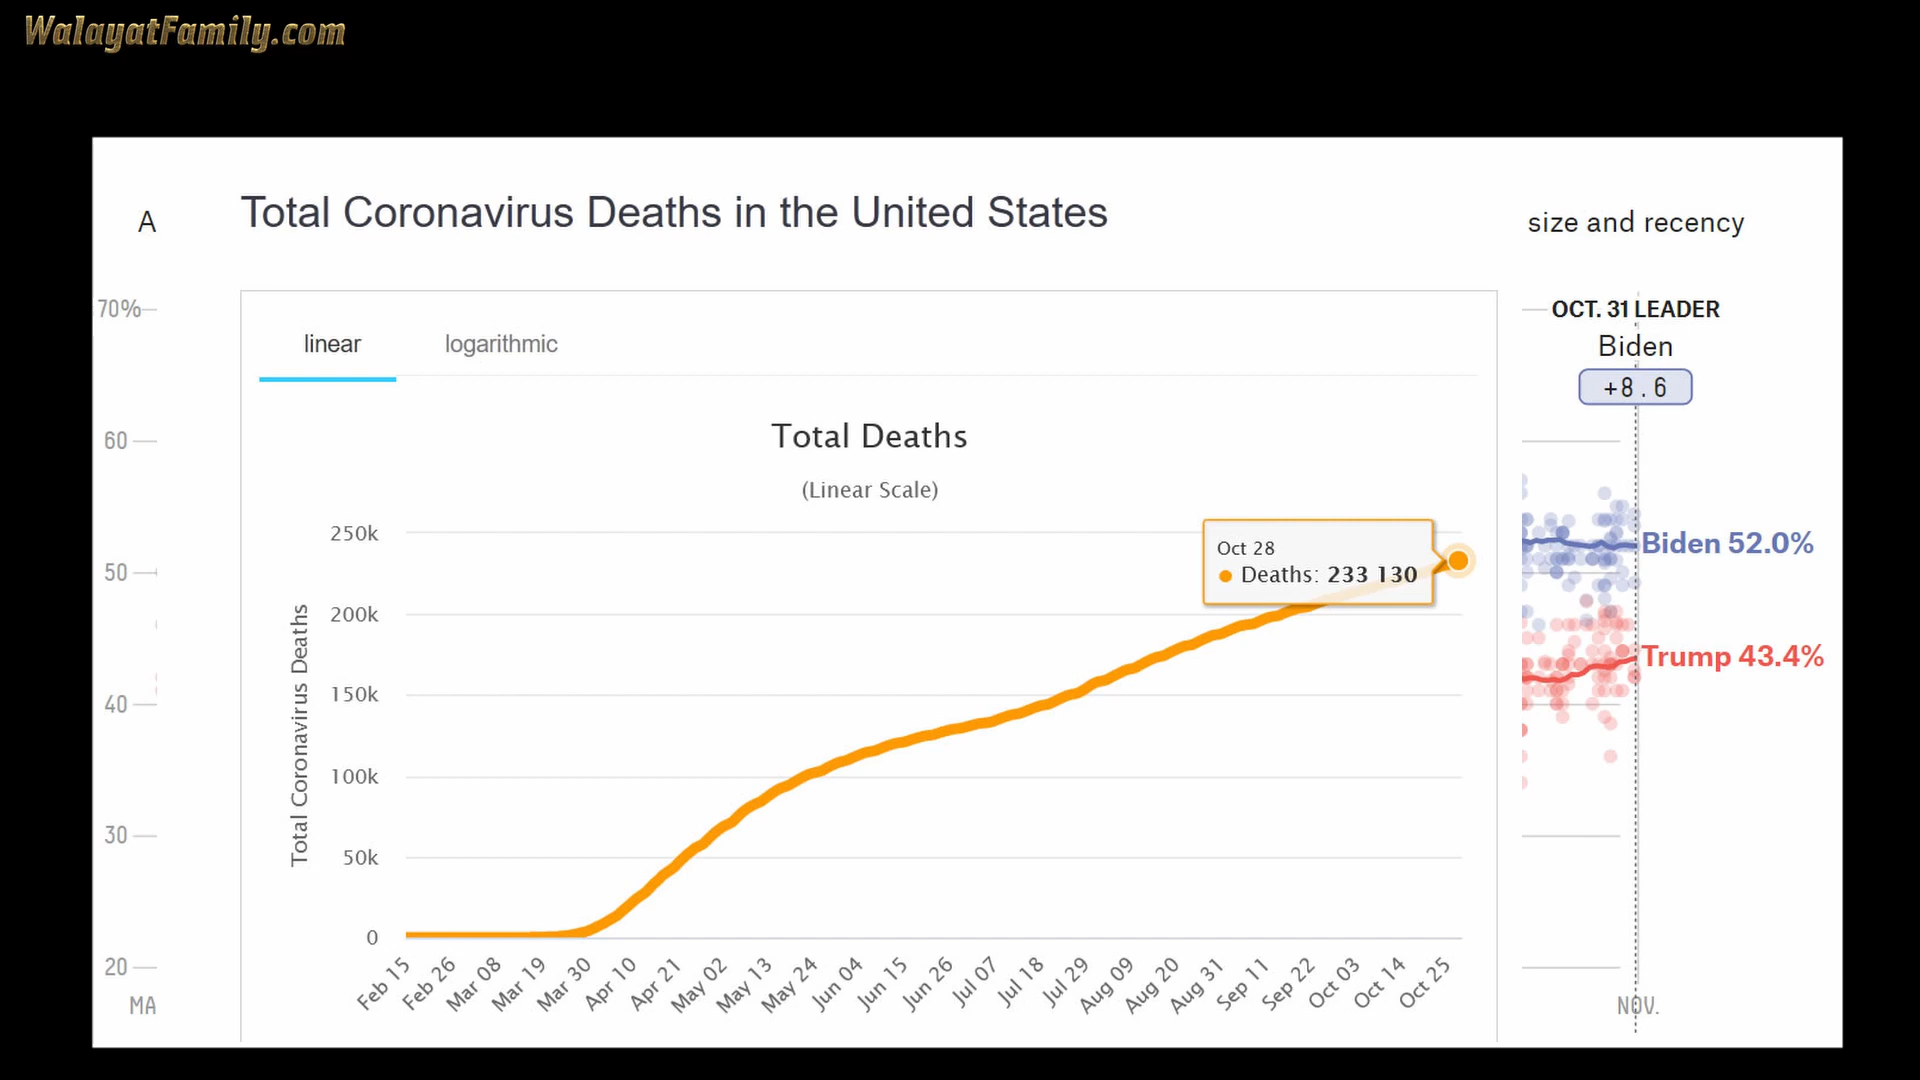 WalayatFamily.com
A
Total Coronavirus Deaths in the United States
size and recency
70%
60
50
40
30
20
MA
linear
logarithmic
Total Deaths
(Linear Scale)
Total Coronavirus Deaths
250k
200k
150k
100k
50k
0
Oct 28
Deaths: 233 130
Feb 15
Feb 26
Mar 08
Mar 19
Mar 30
Apr 10
Apr 21
May 02
May 13
May 24
Jun 04
Jun 15
Jun 26
Jul 07
Jul 18
Jul 29
Aug 09
Aug 20
Aug 31
Sep 11
Sep 22
Oct 03
Oct 14
Oct 25
OCT. 31 LEADER
Biden
+8.6
Biden 52.0%
Trump 43.4%
NOV.